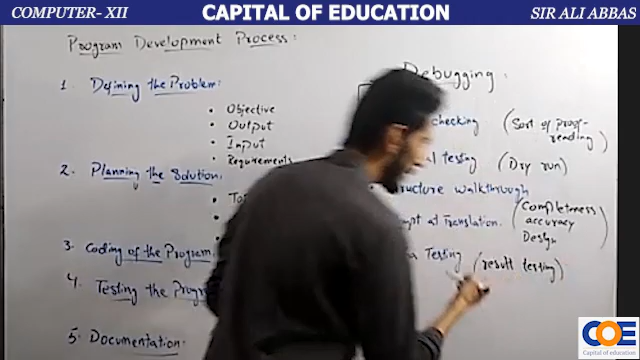 COMPUTER- XII
CAPITAL OF EDUCATION
SIR ALI ABBAS
Program Development Process:
1. Defining the Problem:
• Objective
• Output
• Input
• Requirements
2. Planning the Solution.
3. Coding of the Program.
4. Testing the
5. Documentation:
Debugging:
checking (Sort of proof-
reading)
testing (Dry run)
walkthrough
at Translation. (Completness
accuracy
Design)
Testing (result testing)
COE
Capital of education